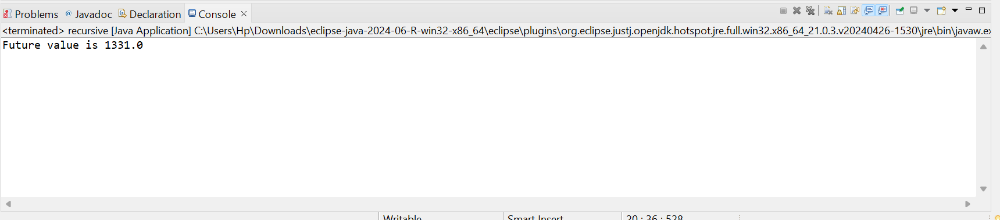 Problems @ Javadoc Declaration Console
<terminated> recursive [Java Application] C:\Users\Hp\Downloads\eclipse-java-2024-06-R-win32-x86_64\eclipse\plugins\org.eclipse.justj.openjdk.hotspot.jre.full.win32.x86_64_21.0.3.v20240426-1530\jre\bin\javaw.ex
Future value is 1331.0
Writable Smart Insert 20 : 36 : 528